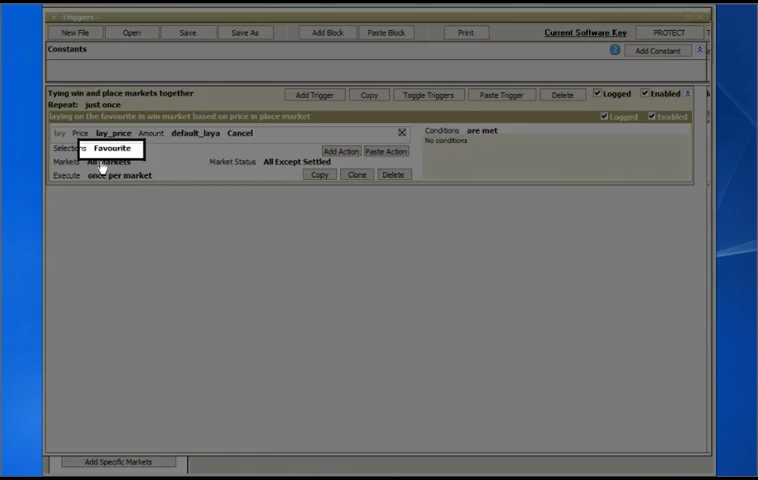 Triggers
New File Open Save Save As Add Block Paste Block Print Current Software Key PROTECT
Constants ? Add Constant
Tying win and place markets together Add Trigger Copy Toggle Triggers Paste Trigger Delete Logged Enabled
Repeat: just once
laying on the favourite in win market based on price in place market Logged Enabled
lay Price lay_price Amount default_laya Cancel Conditions are met
No conditions
Selections Favourite Add Action Paste Action
Markets All Markets Market Status All Except Settled
Execute once per market Copy Clone Delete
Add Specific Markets